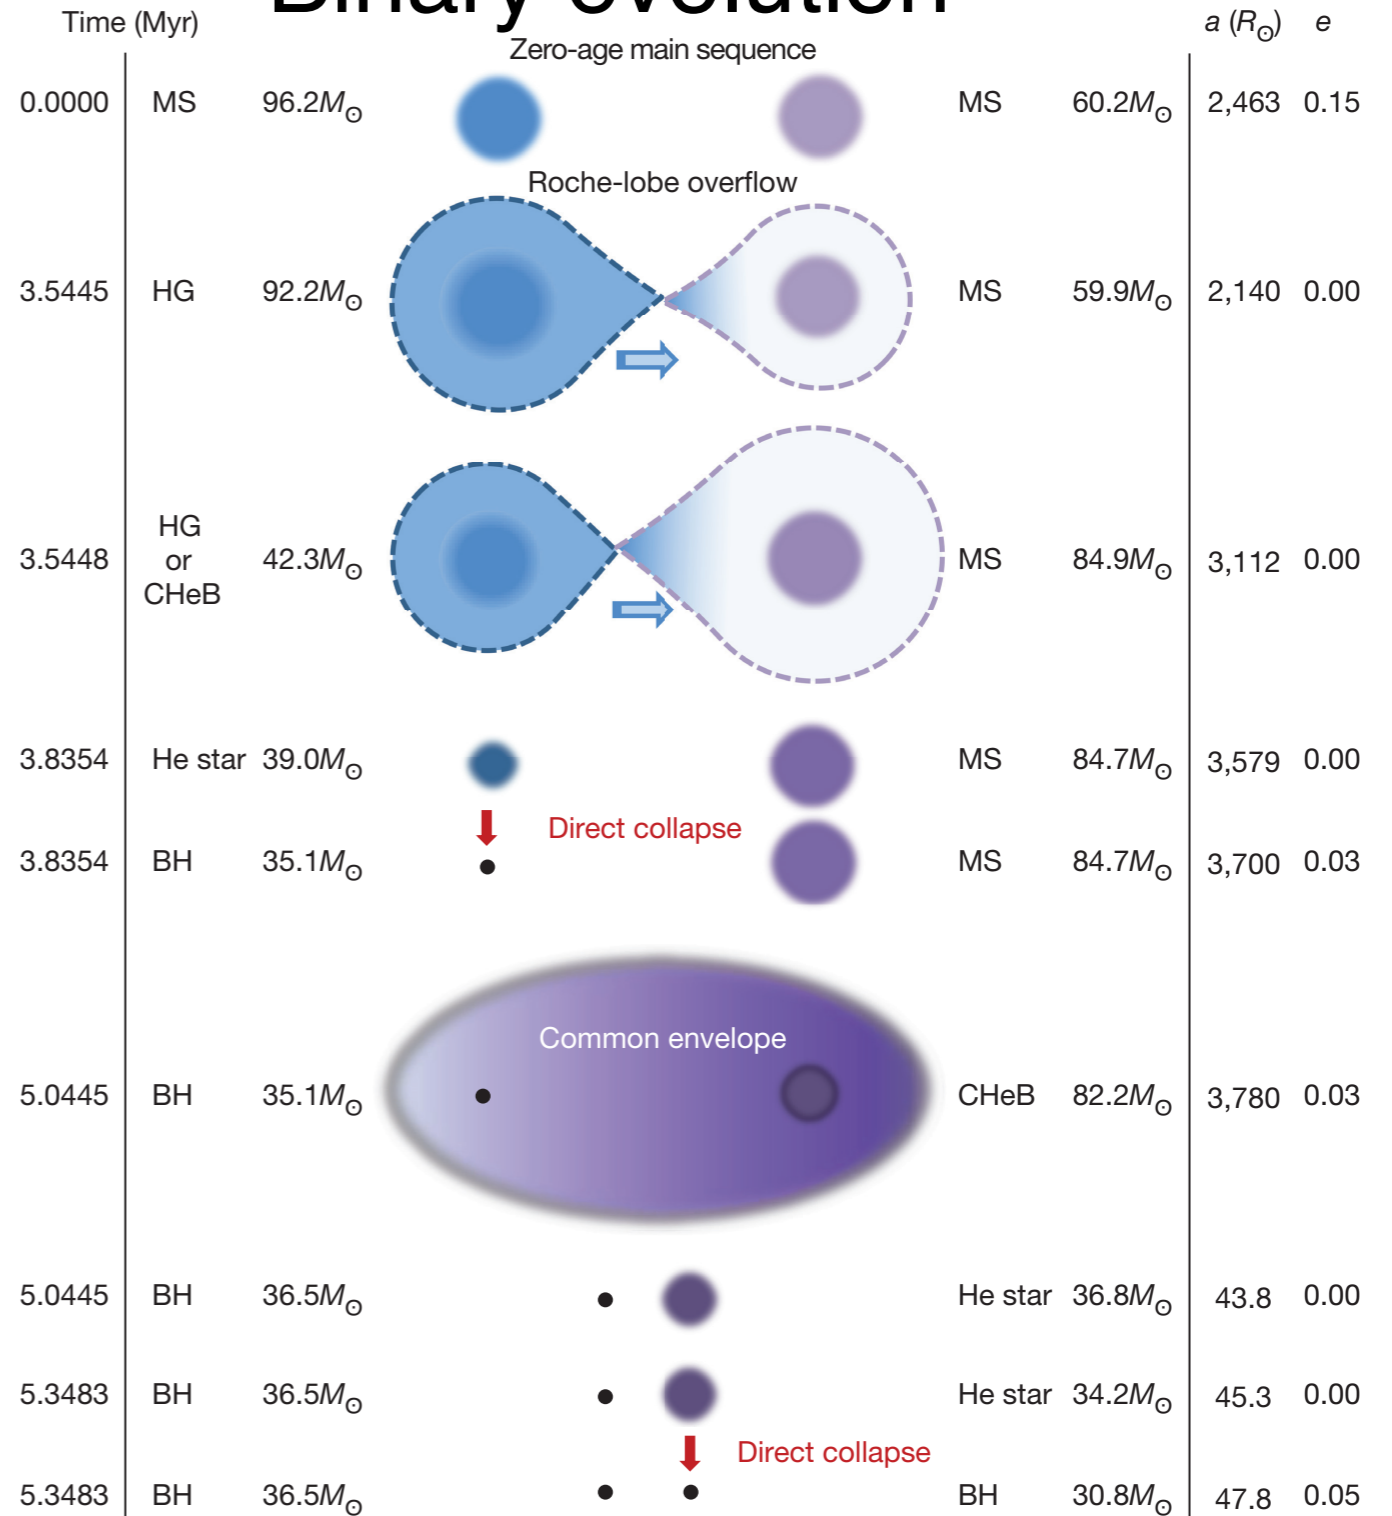 Binary evolution
Time (Myr) a (R☉) e
Zero-age main sequence
0.0000 MS 96.2M☉ MS 60.2M☉ 2,463 0.15
Roche-lobe overflow
3.5445 HG 92.2M☉ MS 59.9M☉ 2,140 0.00
HG
3.5448 or 42.3M☉ MS 84.9M☉ 3,112 0.00
CHeB
3.8354 He star 39.0M☉ MS 84.7M☉ 3,579 0.00
Direct collapse
3.8354 BH 35.1M☉ MS 84.7M☉ 3,700 0.03
Common envelope
5.0445 BH 35.1M☉ CHeB 82.2M☉ 3,780 0.03
5.0445 BH 36.5M☉ He star 36.8M☉ 43.8 0.00
5.3483 BH 36.5M☉ He star 34.2M☉ 45.3 0.00
Direct collapse
5.3483 BH 36.5M☉ BH 30.8M☉ 47.8 0.05